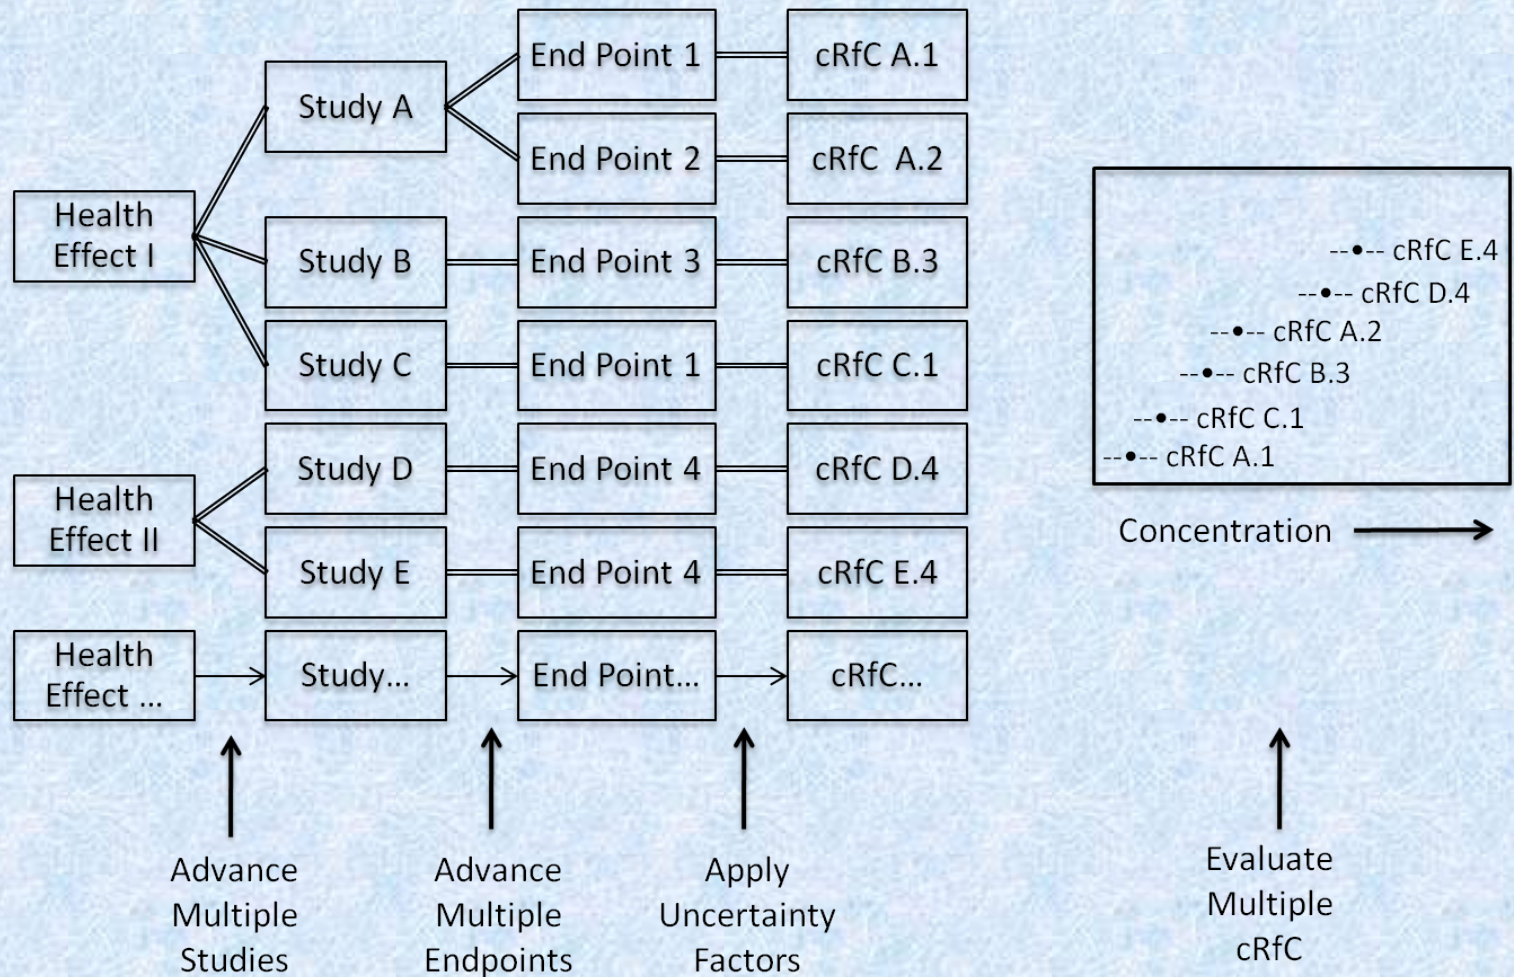 Health
Effect I
Study A
End Point 1
cRfC A.1
End Point 2
cRfC A.2
Study B
End Point 3
cRfC B.3
Study C
End Point 1
cRfC C.1
Health
Effect II
Study D
End Point 4
cRfC D.4
Study E
End Point 4
cRfC E.4
Health
Effect ...
Study...
End Point...
cRfC...
--•-- cRfC E.4
--•-- cRfC D.4
--•-- cRfC A.2
--•-- cRfC B.3
--•-- cRfC C.1
--•-- cRfC A.1
Concentration
Advance
Multiple
Studies
Advance
Multiple
Endpoints
Apply
Uncertainty
Factors
Evaluate
Multiple
cRfC